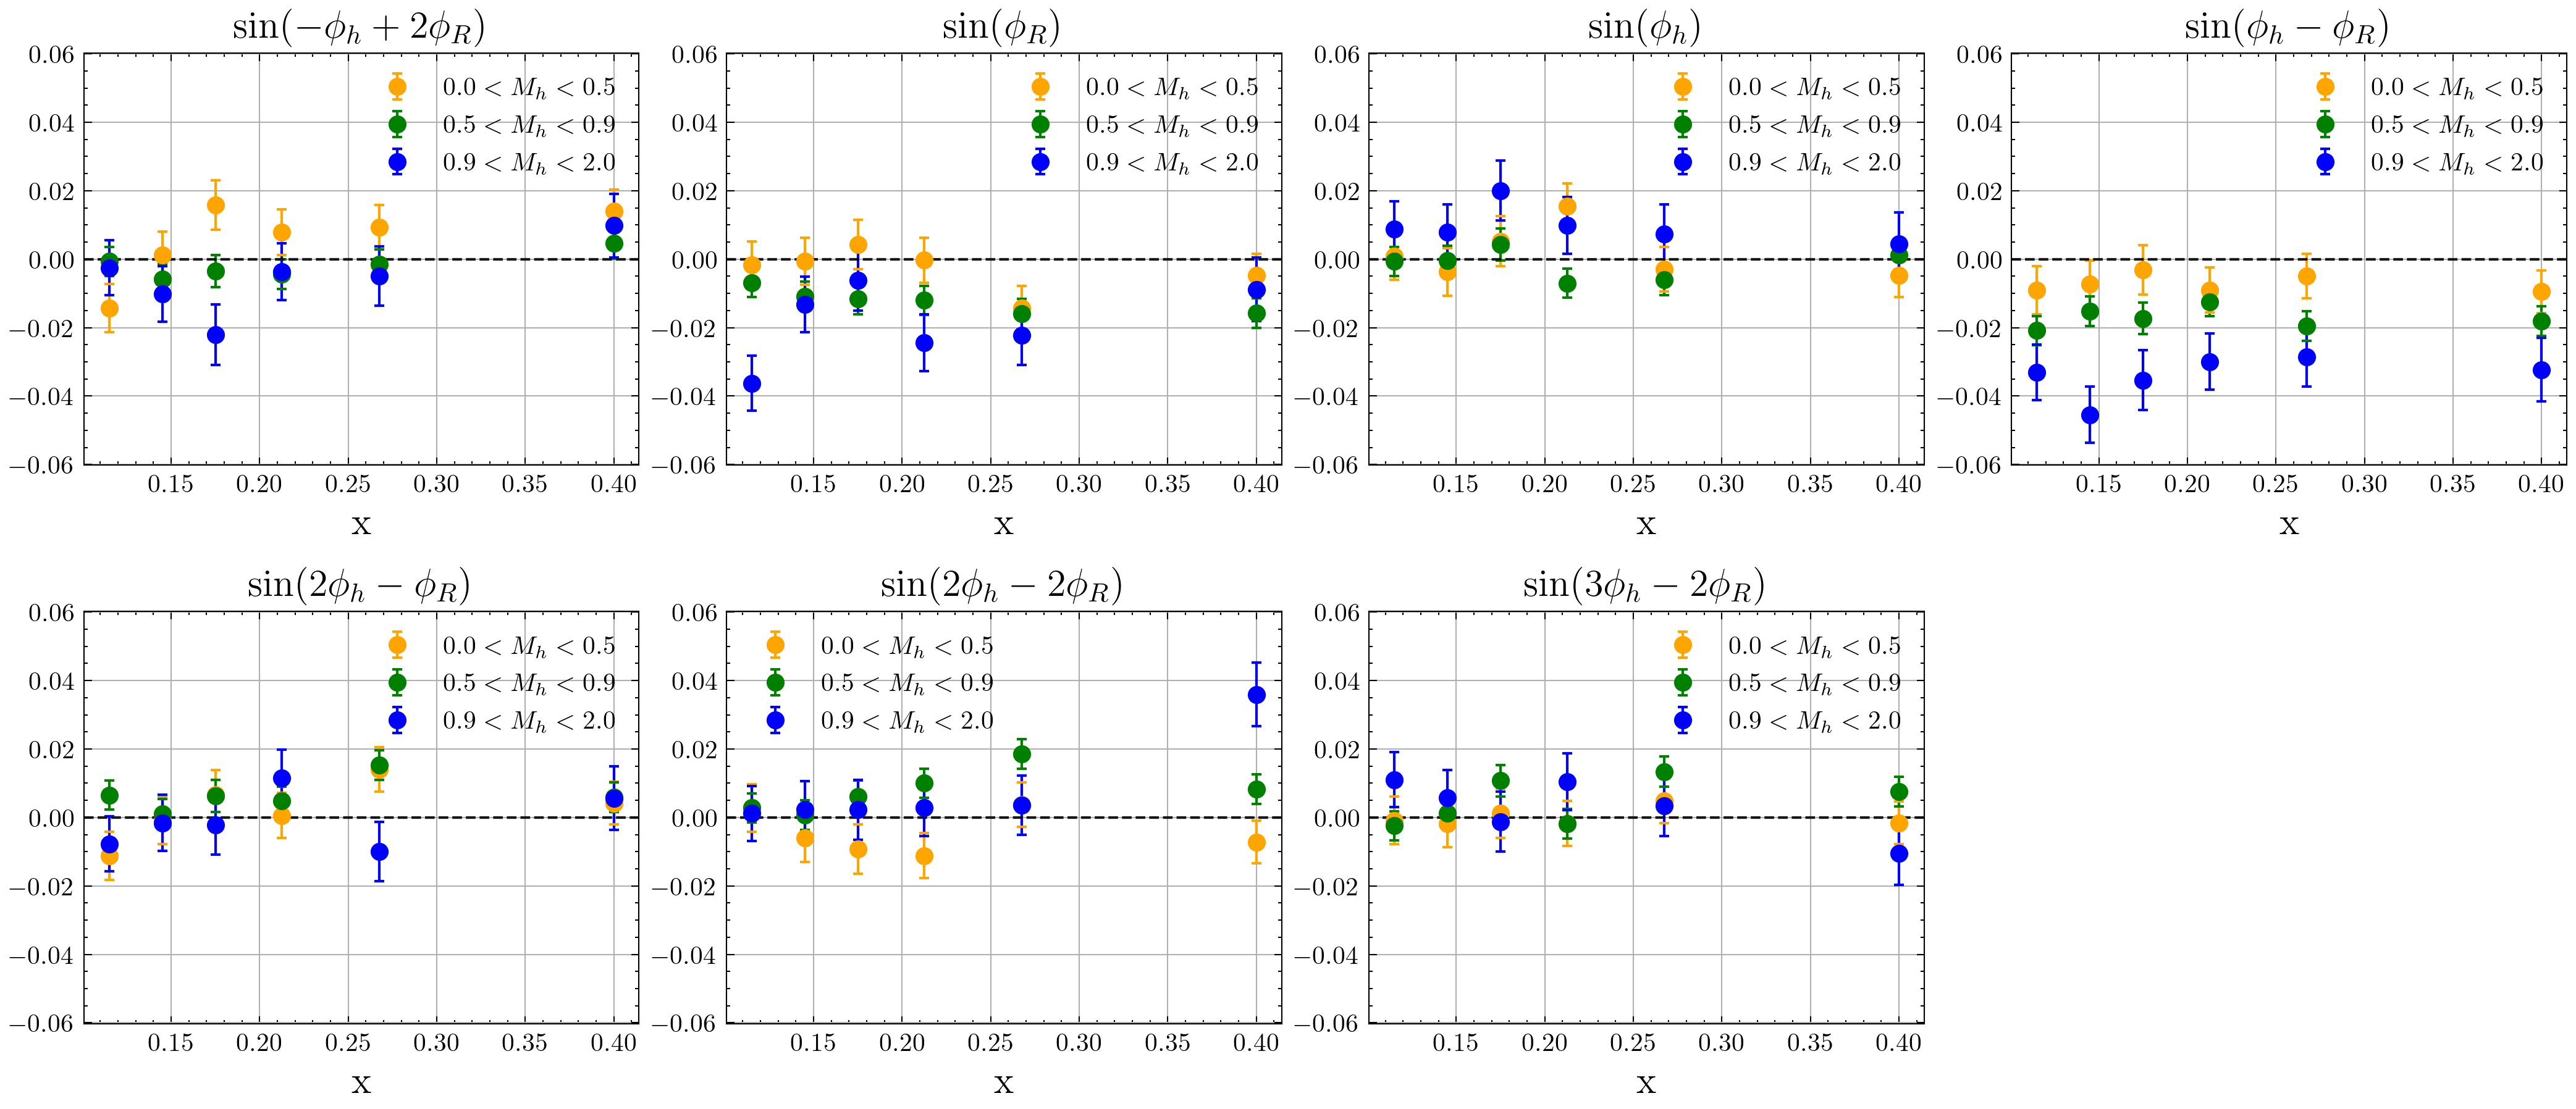 sin(−ϕ_h + 2ϕ_R)
0.06
0.04
0.02
0.00
−0.02
−0.04
−0.06
0.15 0.20 0.25 0.30 0.35 0.40
x
0.0 < M_h < 0.5
0.5 < M_h < 0.9
0.9 < M_h < 2.0
sin(ϕ_R)
0.06
0.04
0.02
0.00
−0.02
−0.04
−0.06
0.15 0.20 0.25 0.30 0.35 0.40
x
0.0 < M_h < 0.5
0.5 < M_h < 0.9
0.9 < M_h < 2.0
sin(ϕ_h)
0.06
0.04
0.02
0.00
−0.02
−0.04
−0.06
0.15 0.20 0.25 0.30 0.35 0.40
x
0.0 < M_h < 0.5
0.5 < M_h < 0.9
0.9 < M_h < 2.0
sin(ϕ_h − ϕ_R)
0.06
0.04
0.02
0.00
−0.02
−0.04
−0.06
0.15 0.20 0.25 0.30 0.35 0.40
x
0.0 < M_h < 0.5
0.5 < M_h < 0.9
0.9 < M_h < 2.0
sin(2ϕ_h − ϕ_R)
0.06
0.04
0.02
0.00
−0.02
−0.04
−0.06
0.15 0.20 0.25 0.30 0.35 0.40
x
0.0 < M_h < 0.5
0.5 < M_h < 0.9
0.9 < M_h < 2.0
sin(2ϕ_h − 2ϕ_R)
0.06
0.04
0.02
0.00
−0.02
−0.04
−0.06
0.15 0.20 0.25 0.30 0.35 0.40
x
0.0 < M_h < 0.5
0.5 < M_h < 0.9
0.9 < M_h < 2.0
sin(3ϕ_h − 2ϕ_R)
0.06
0.04
0.02
0.00
−0.02
−0.04
−0.06
0.15 0.20 0.25 0.30 0.35 0.40
x
0.0 < M_h < 0.5
0.5 < M_h < 0.9
0.9 < M_h < 2.0